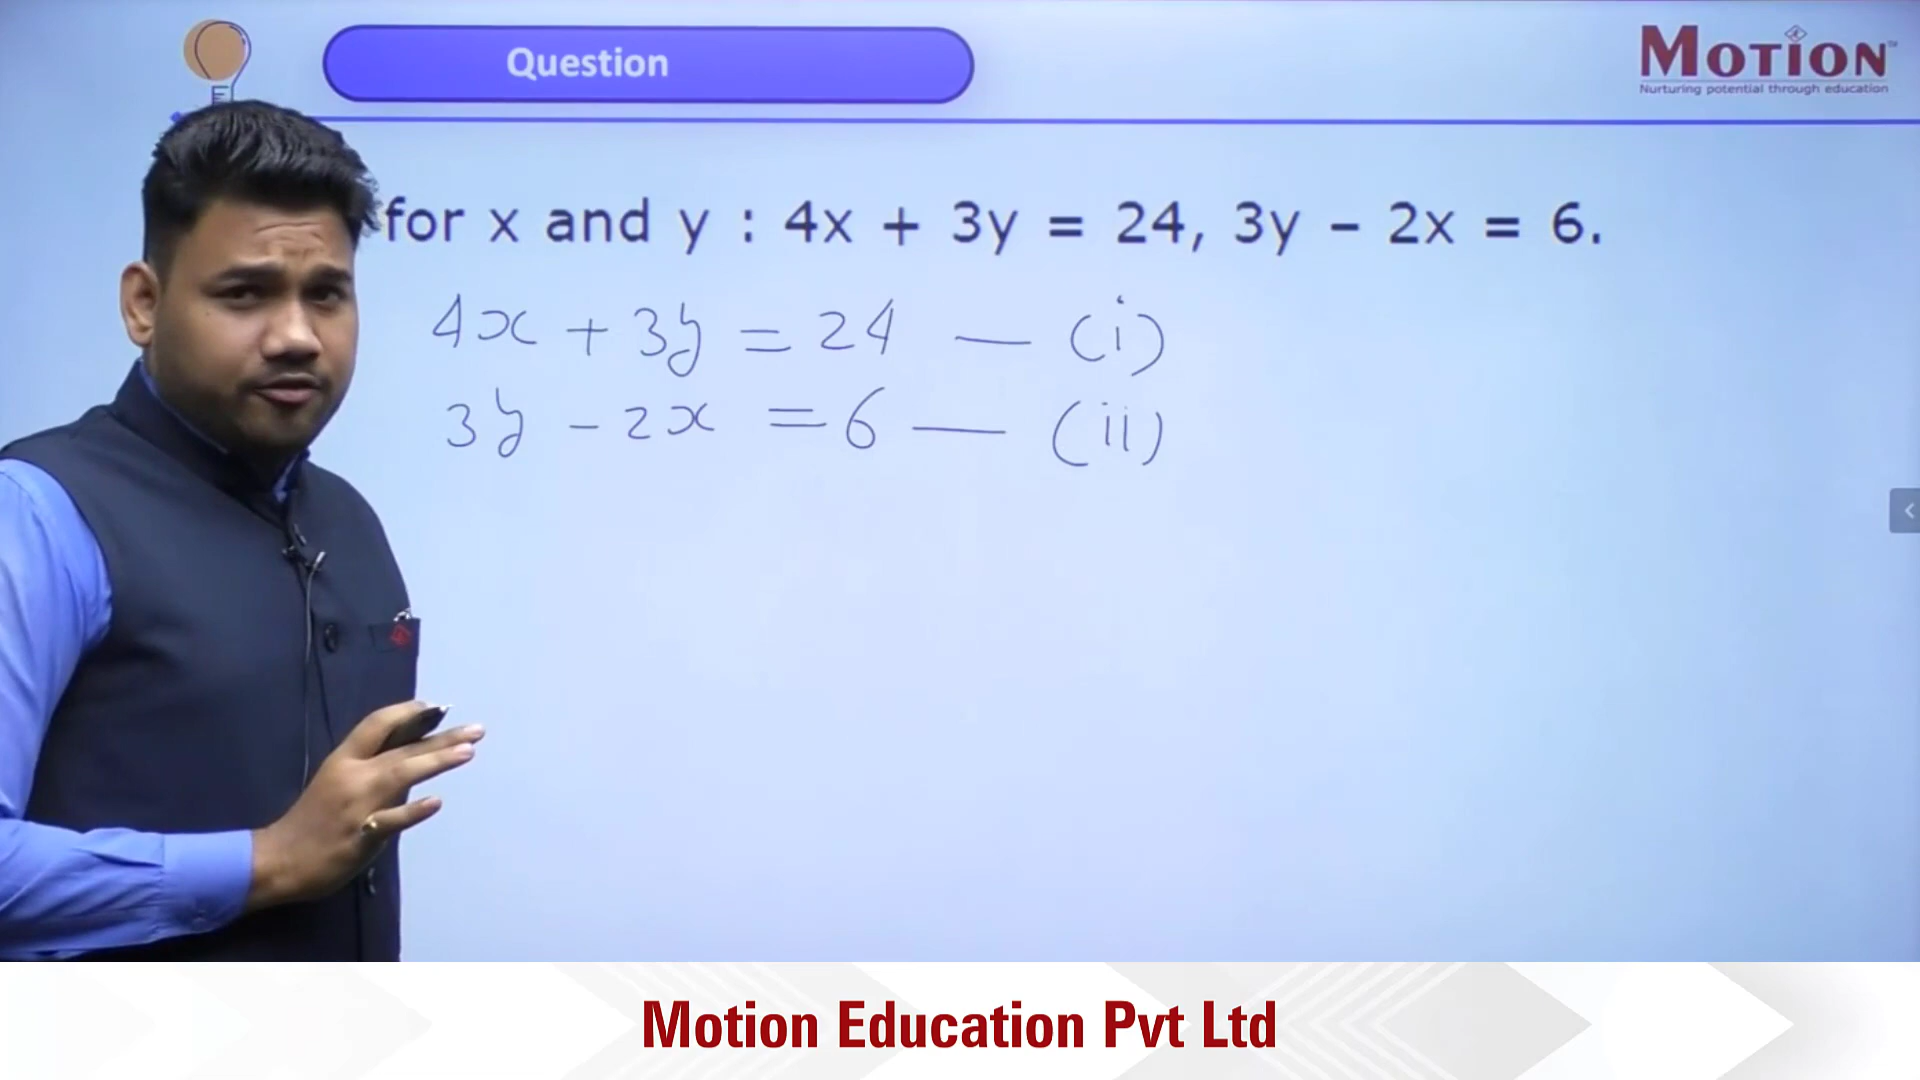 Question
MOTION
Nurturing potential through education
for x and y : 4x + 3y = 24, 3y – 2x = 6.
4x + 3y = 24 — (i)
3y - 2x = 6 — (ii)
Motion Education Pvt Ltd